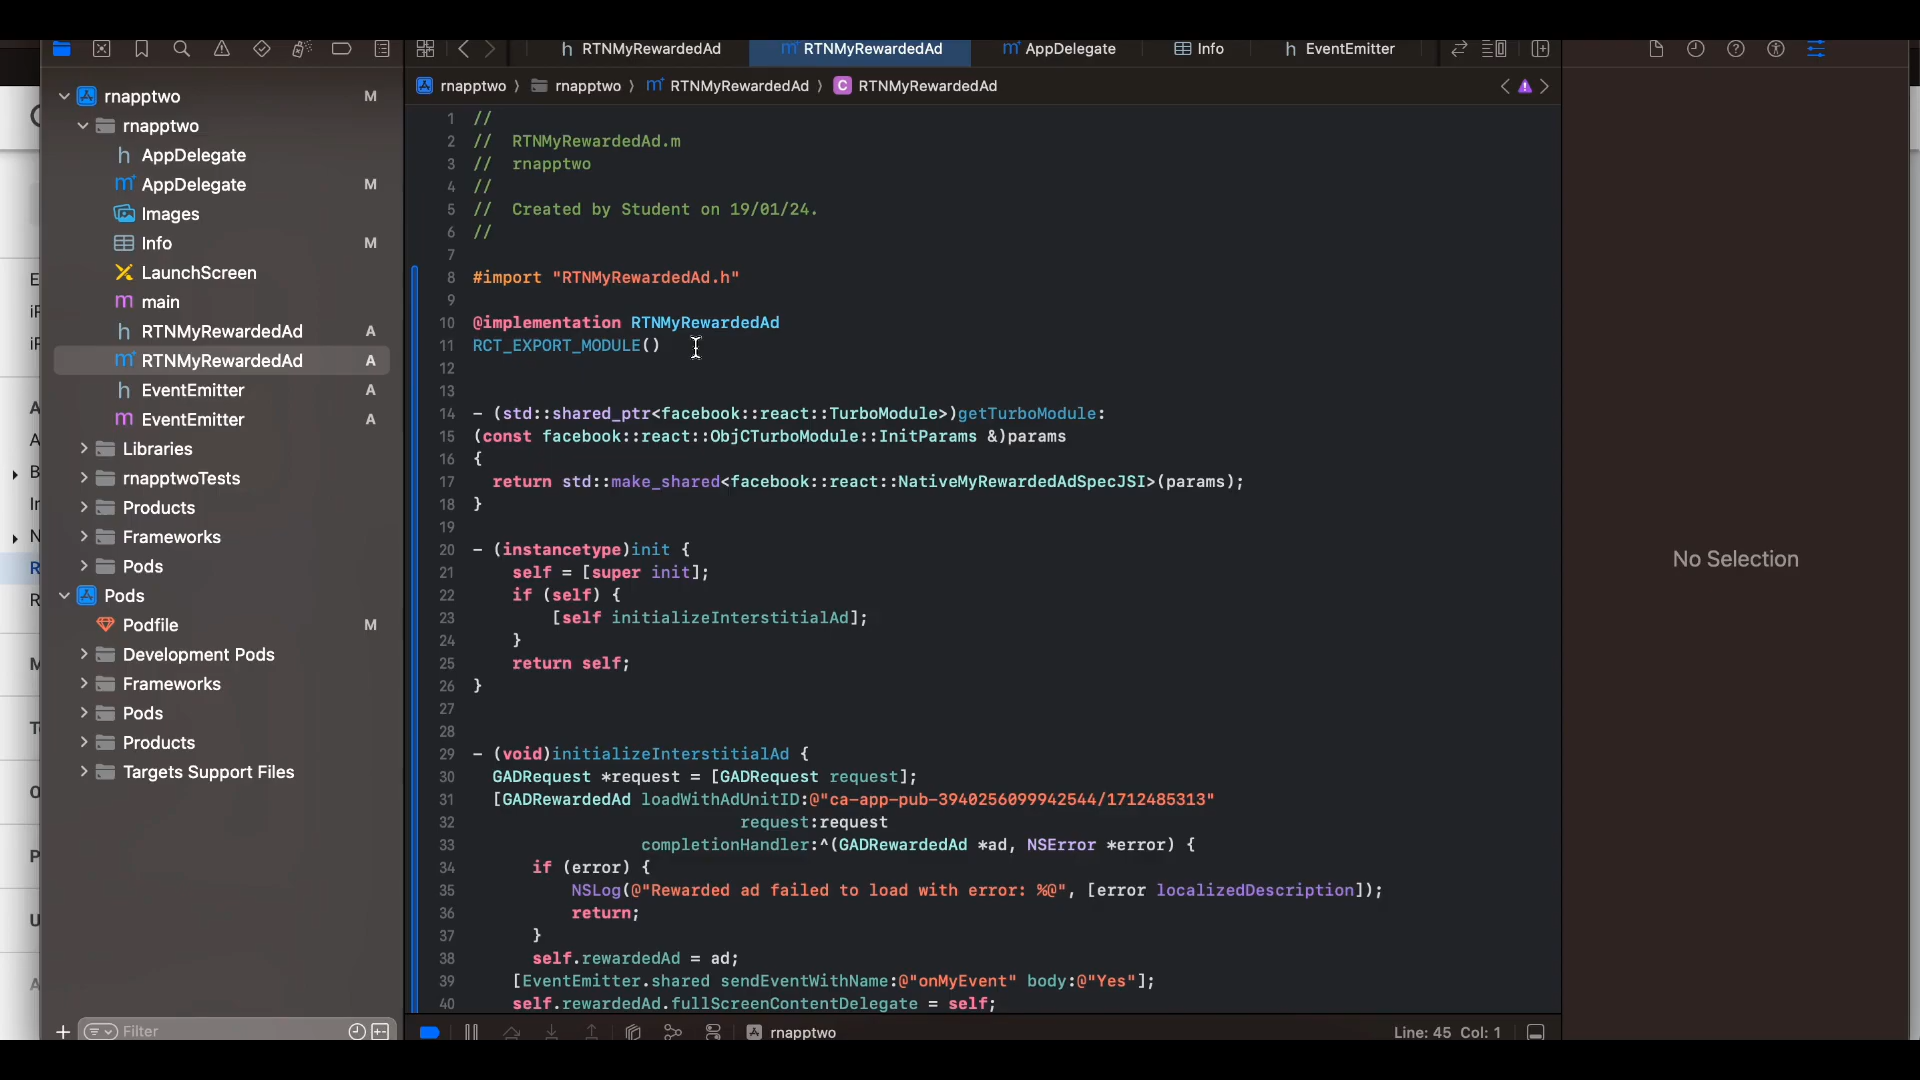 RTNMyRewardedAd
RTNMyRewardedAd
AppDelegate
Info
EventEmitter
rnapptwo
M
rnapptwo
AppDelegate
AppDelegate
M
Images
Info
M
LaunchScreen
main
RTNMyRewardedAd
A
RTNMyRewardedAd
A
EventEmitter
A
EventEmitter
A
Libraries
rnapptwoTests
Products
Frameworks
Pods
Pods
Podfile
M
Development Pods
Frameworks
Pods
Products
Targets Support Files
Filter
rnapptwo 〉 rnapptwo 〉 RTNMyRewardedAd 〉 C RTNMyRewardedAd
1 //
2 //  RTNMyRewardedAd.m
3 //  rnapptwo
4 //
5 //  Created by Student on 19/01/24.
6 //
7
8 #import "RTNMyRewardedAd.h"
9
10 @implementation RTNMyRewardedAd
11 RCT_EXPORT_MODULE()
12
13
14 - (std::shared_ptr<facebook::react::TurboModule>)getTurboModule:
15 (const facebook::react::ObjCTurboModule::InitParams &)params
16 {
17   return std::make_shared<facebook::react::NativeMyRewardedAdSpecJSI>(params);
18 }
19
20 - (instancetype)init {
21     self = [super init];
22     if (self) {
23         [self initializeInterstitialAd];
24     }
25     return self;
26 }
27
28
29 - (void)initializeInterstitialAd {
30   GADRequest *request = [GADRequest request];
31   [GADRewardedAd loadWithAdUnitID:@"ca-app-pub-3940256099942544/1712485313"
32                            request:request
33                  completionHandler:^(GADRewardedAd *ad, NSError *error) {
34       if (error) {
35           NSLog(@"Rewarded ad failed to load with error: %@", [error localizedDescription]);
36           return;
37       }
38       self.rewardedAd = ad;
39     [EventEmitter.shared sendEventWithName:@"onMyEvent" body:@"Yes"];
40     self.rewardedAd.fullScreenContentDelegate = self;
rnapptwo
Line: 45  Col: 1
No Selection